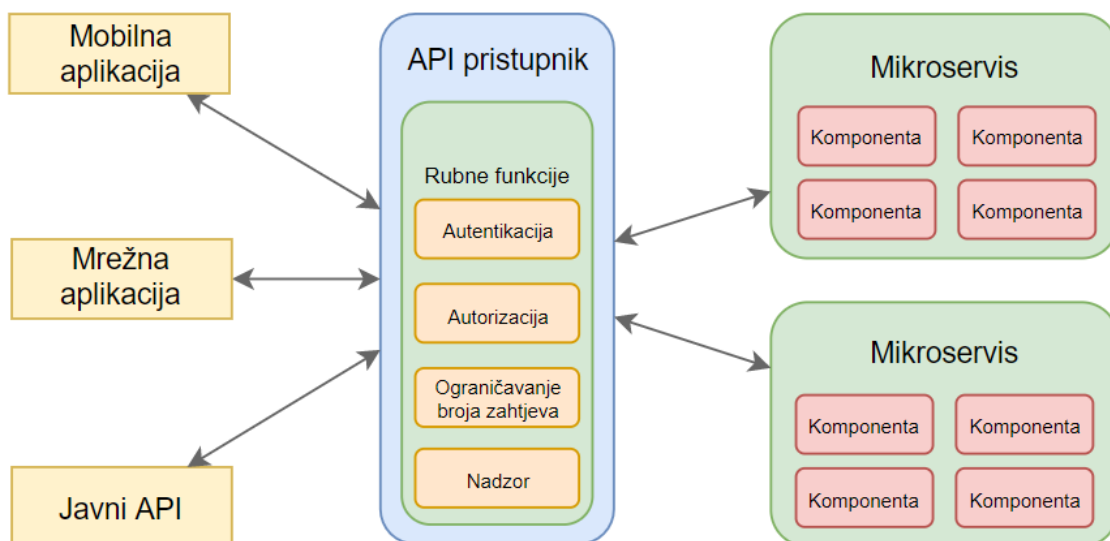 Mobilna
aplikacija
Mrežna
aplikacija
Javni API
API pristupnik
Rubne funkcije
Autentikacija
Autorizacija
Ograničavanje
broja zahtjeva
Nadzor
Mikroservis
Komponenta
Komponenta
Komponenta
Komponenta
Mikroservis
Komponenta
Komponenta
Komponenta
Komponenta